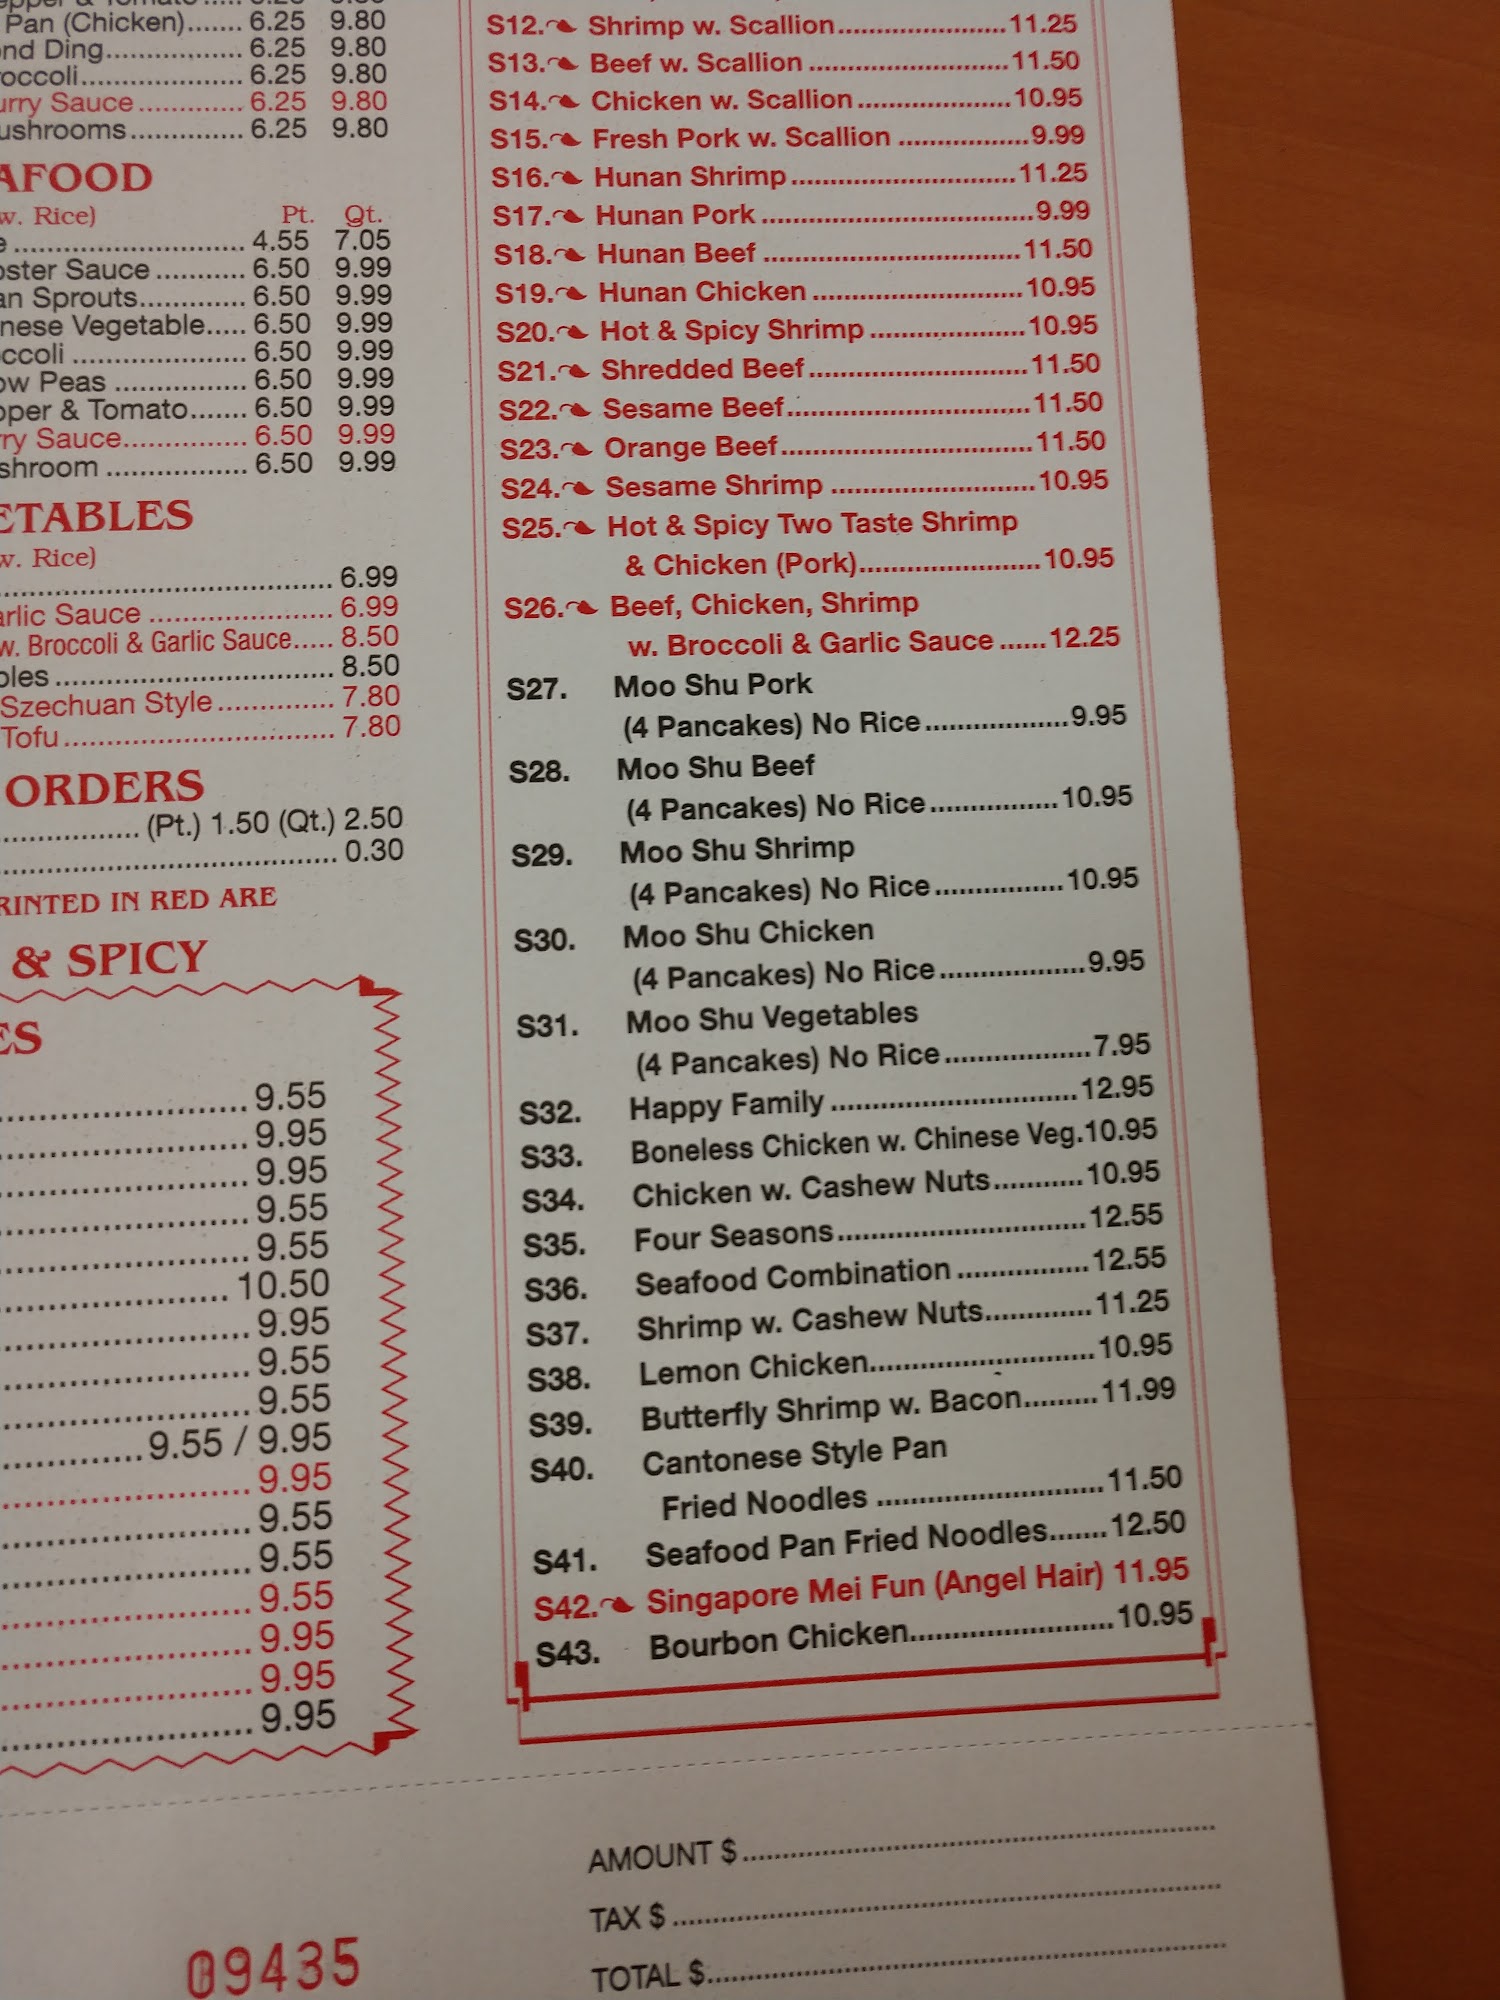 Pan (Chicken)....... 6.25 9.80
Ding.................. 6.25 9.80
..................... 6.25 9.80
Sauce............. 6.25 9.80
............... 6.25 9.80
w. Rice) Pt. Qt.
.............................. 4.55 7.05
Sauce............ 6.50 9.99
Sprouts.............. 6.50 9.99
Vegetable..... 6.50 9.99
....................... 6.50 9.99
Peas ................. 6.50 9.99
& Tomato....... 6.50 9.99
Sauce................ 6.50 9.99
.................. 6.50 9.99
w. Rice)
........................................... 6.99
Sauce ........................ 6.99
w. Broccoli & Garlic Sauce..... 8.50
.................................... 8.50
Szechuan Style.............. 7.80
Tofu................................. 7.80
ORDERS
................. (Pt.) 1.50 (Qt.) 2.50
........................................... 0.30
IN RED ARE
& SPICY
............................. 9.55
............................. 9.95
............................. 9.95
............................. 9.55
............................. 9.55
........................... 10.50
............................. 9.95
............................. 9.55
............................. 9.55
................9.55 / 9.95
............................. 9.95
............................. 9.55
............................. 9.55
............................. 9.55
............................. 9.95
............................. 9.95
............................. 9.95
09435
S12. Shrimp w. Scallion......................11.25
S13. Beef w. Scallion ..........................11.50
S14. Chicken w. Scallion....................10.95
S15. Fresh Pork w. Scallion .................9.99
S16. Hunan Shrimp.............................11.25
S17. Hunan Pork ...................................9.99
S18. Hunan Beef .................................11.50
S19. Hunan Chicken ...........................10.95
S20. Hot & Spicy Shrimp ....................10.95
S21. Shredded Beef............................11.50
S22. Sesame Beef...............................11.50
S23. Orange Beef................................11.50
S24. Sesame Shrimp ..........................10.95
S25. Hot & Spicy Two Taste Shrimp
& Chicken (Pork).......................10.95
S26. Beef, Chicken, Shrimp
w. Broccoli & Garlic Sauce ......12.25
S27. Moo Shu Pork
(4 Pancakes) No Rice.................9.95
S28. Moo Shu Beef
(4 Pancakes) No Rice...............10.95
S29. Moo Shu Shrimp
(4 Pancakes) No Rice...............10.95
S30. Moo Shu Chicken
(4 Pancakes) No Rice.................9.95
S31. Moo Shu Vegetables
(4 Pancakes) No Rice.................7.95
S32. Happy Family .............................12.95
S33. Boneless Chicken w. Chinese Veg.10.95
S34. Chicken w. Cashew Nuts...........10.95
S35. Four Seasons.............................12.55
S36. Seafood Combination ...............12.55
S37. Shrimp w. Cashew Nuts............11.25
S38. Lemon Chicken..........................10.95
S39. Butterfly Shrimp w. Bacon.........11.99
S40. Cantonese Style Pan
Fried Noodles ..........................11.50
S41. Seafood Pan Fried Noodles.......12.50
S42. Singapore Mei Fun (Angel Hair) 11.95
S43. Bourbon Chicken.......................10.95
AMOUNT $....................................................
TAX $..........................................................
TOTAL $.......................................................